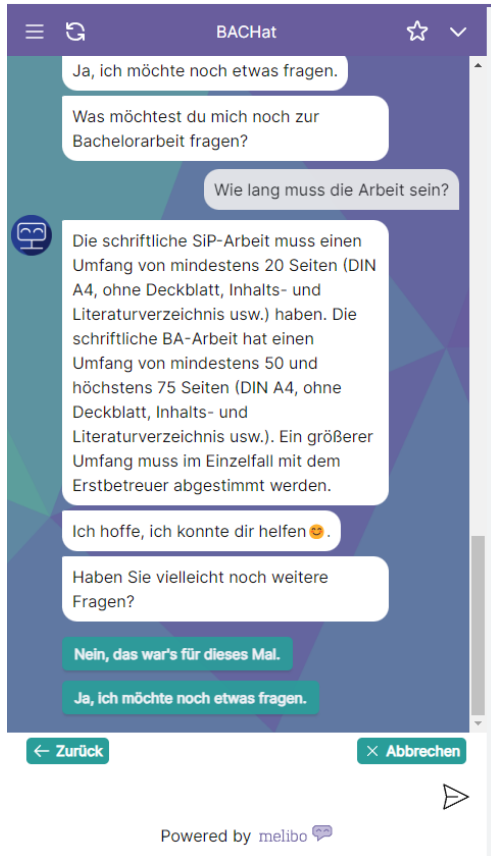 BACHat
Ja, ich möchte noch etwas fragen.
Was möchtest du mich noch zur
Bachelorarbeit fragen?
Wie lang muss die Arbeit sein?
Die schriftliche SiP-Arbeit muss einen
Umfang von mindestens 20 Seiten (DIN
A4, ohne Deckblatt, Inhalts- und
Literaturverzeichnis usw.) haben. Die
schriftliche BA-Arbeit hat einen
Umfang von mindestens 50 und
höchstens 75 Seiten (DIN A4, ohne
Deckblatt, Inhalts- und
Literaturverzeichnis usw.). Ein größerer
Umfang muss im Einzelfall mit dem
Erstbetreuer abgestimmt werden.
Ich hoffe, ich konnte dir helfen😊.
Haben Sie vielleicht noch weitere
Fragen?
Nein, das war's für dieses Mal.
Ja, ich möchte noch etwas fragen.
← Zurück
× Abbrechen
Powered by melibo